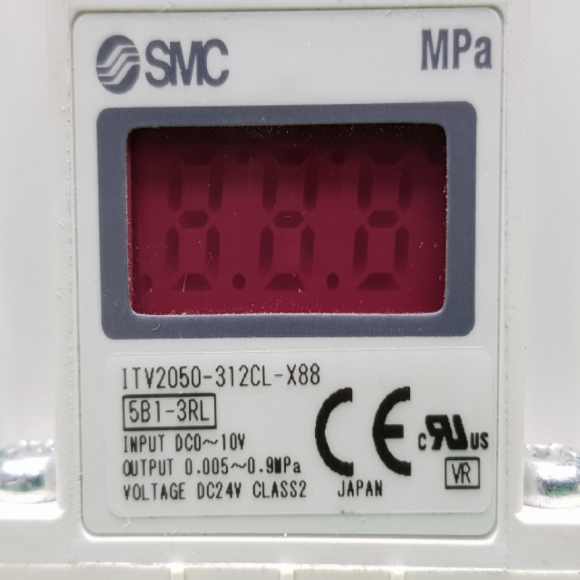 SMC MPa
ITV2050-312CL-X88
5B1-3RL
INPUT DC0～10V
OUTPUT 0.005～0.9MPa
VOLTAGE DC24V CLASS2
CE
JAPAN
c RU US
VR